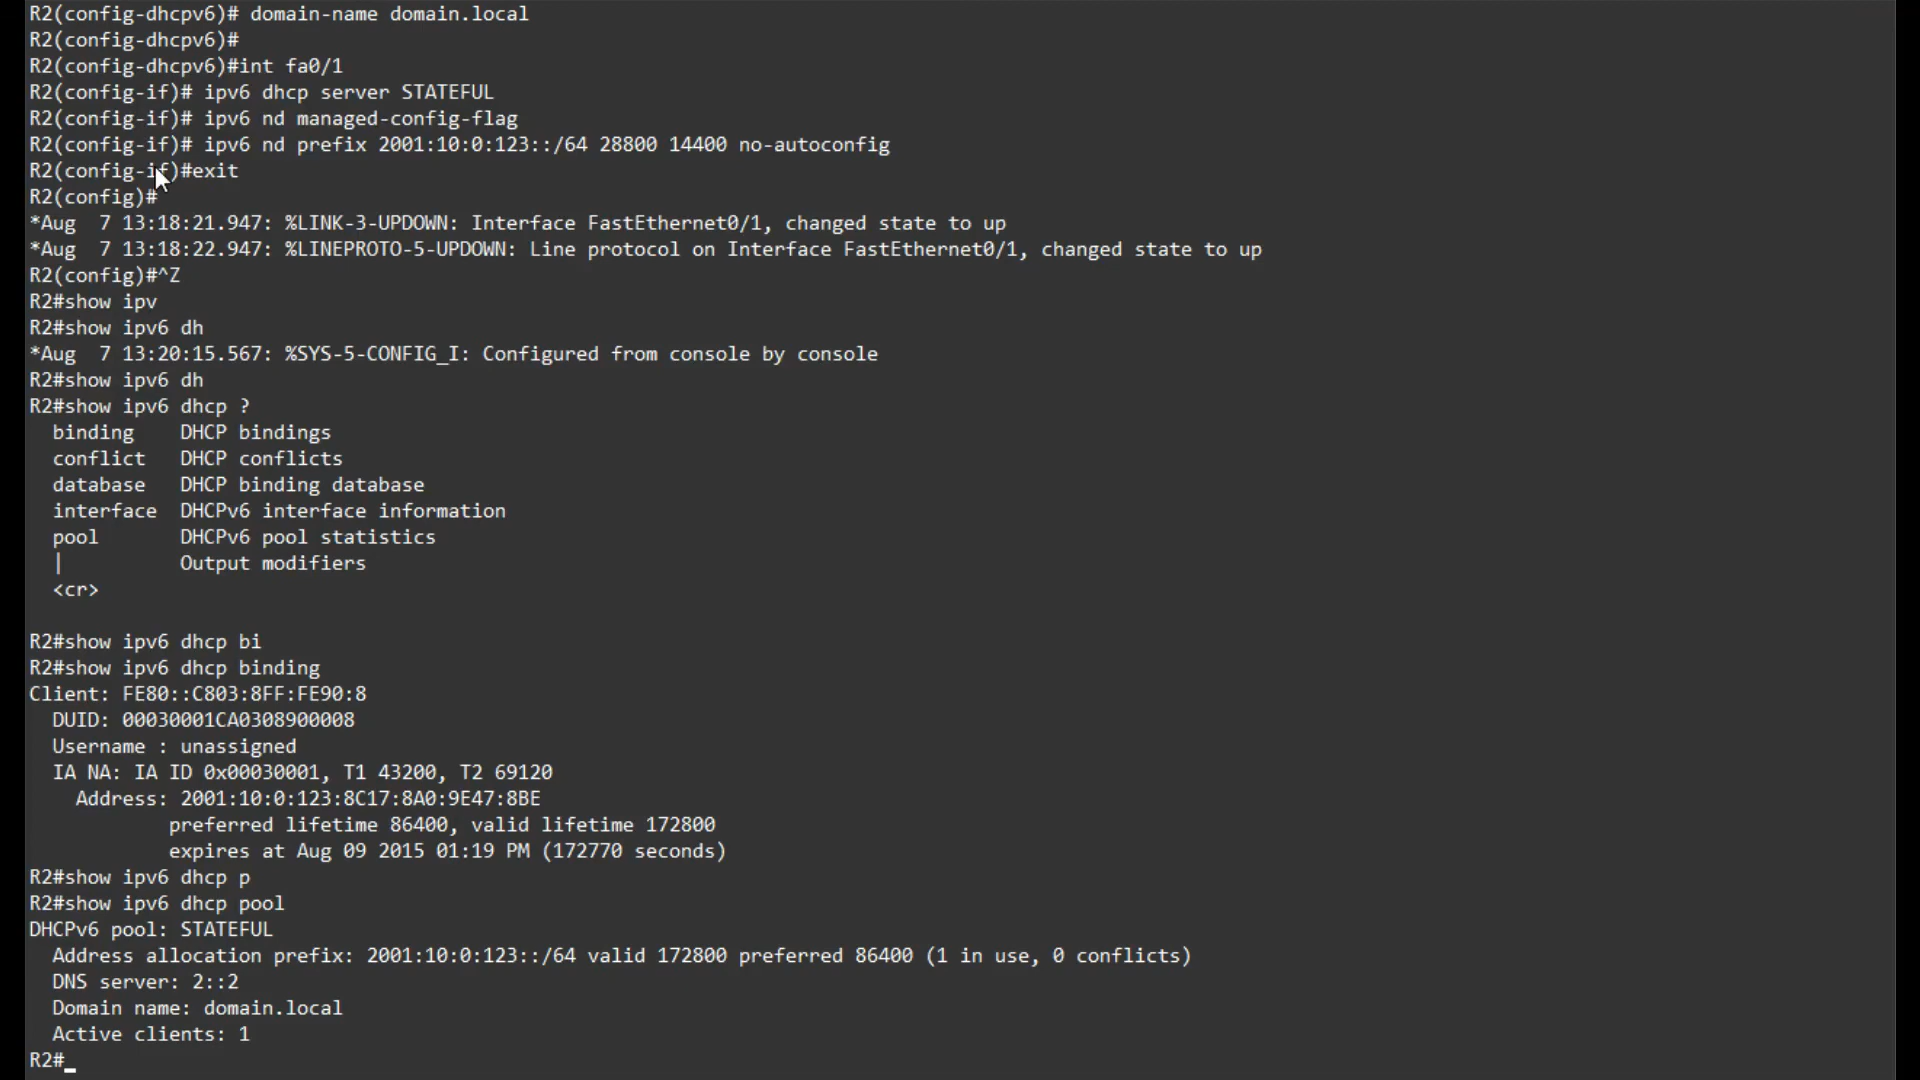 R2(config-dhcpv6)# domain-name domain.local
R2(config-dhcpv6)#
R2(config-dhcpv6)#int fa0/1
R2(config-if)# ipv6 dhcp server STATEFUL
R2(config-if)# ipv6 nd managed-config-flag
R2(config-if)# ipv6 nd prefix 2001:10:0:123::/64 28800 14400 no-autoconfig
R2(config-if)#exit
R2(config)#
*Aug  7 13:18:21.947: %LINK-3-UPDOWN: Interface FastEthernet0/1, changed state to up
*Aug  7 13:18:22.947: %LINEPROTO-5-UPDOWN: Line protocol on Interface FastEthernet0/1, changed state to up
R2(config)#^Z
R2#show ipv
R2#show ipv6 dh
*Aug  7 13:20:15.567: %SYS-5-CONFIG_I: Configured from console by console
R2#show ipv6 dh
R2#show ipv6 dhcp ?
  binding    DHCP bindings
  conflict   DHCP conflicts
  database   DHCP binding database
  interface  DHCPv6 interface information
  pool       DHCPv6 pool statistics
  |          Output modifiers
  <cr>

R2#show ipv6 dhcp bi
R2#show ipv6 dhcp binding
Client: FE80::C803:8FF:FE90:8
  DUID: 00030001CA0308900008
  Username : unassigned
  IA NA: IA ID 0x00030001, T1 43200, T2 69120
    Address: 2001:10:0:123:8C17:8A0:9E47:8BE
            preferred lifetime 86400, valid lifetime 172800
            expires at Aug 09 2015 01:19 PM (172770 seconds)
R2#show ipv6 dhcp p
R2#show ipv6 dhcp pool
DHCPv6 pool: STATEFUL
  Address allocation prefix: 2001:10:0:123::/64 valid 172800 preferred 86400 (1 in use, 0 conflicts)
  DNS server: 2::2
  Domain name: domain.local
  Active clients: 1
R2#_